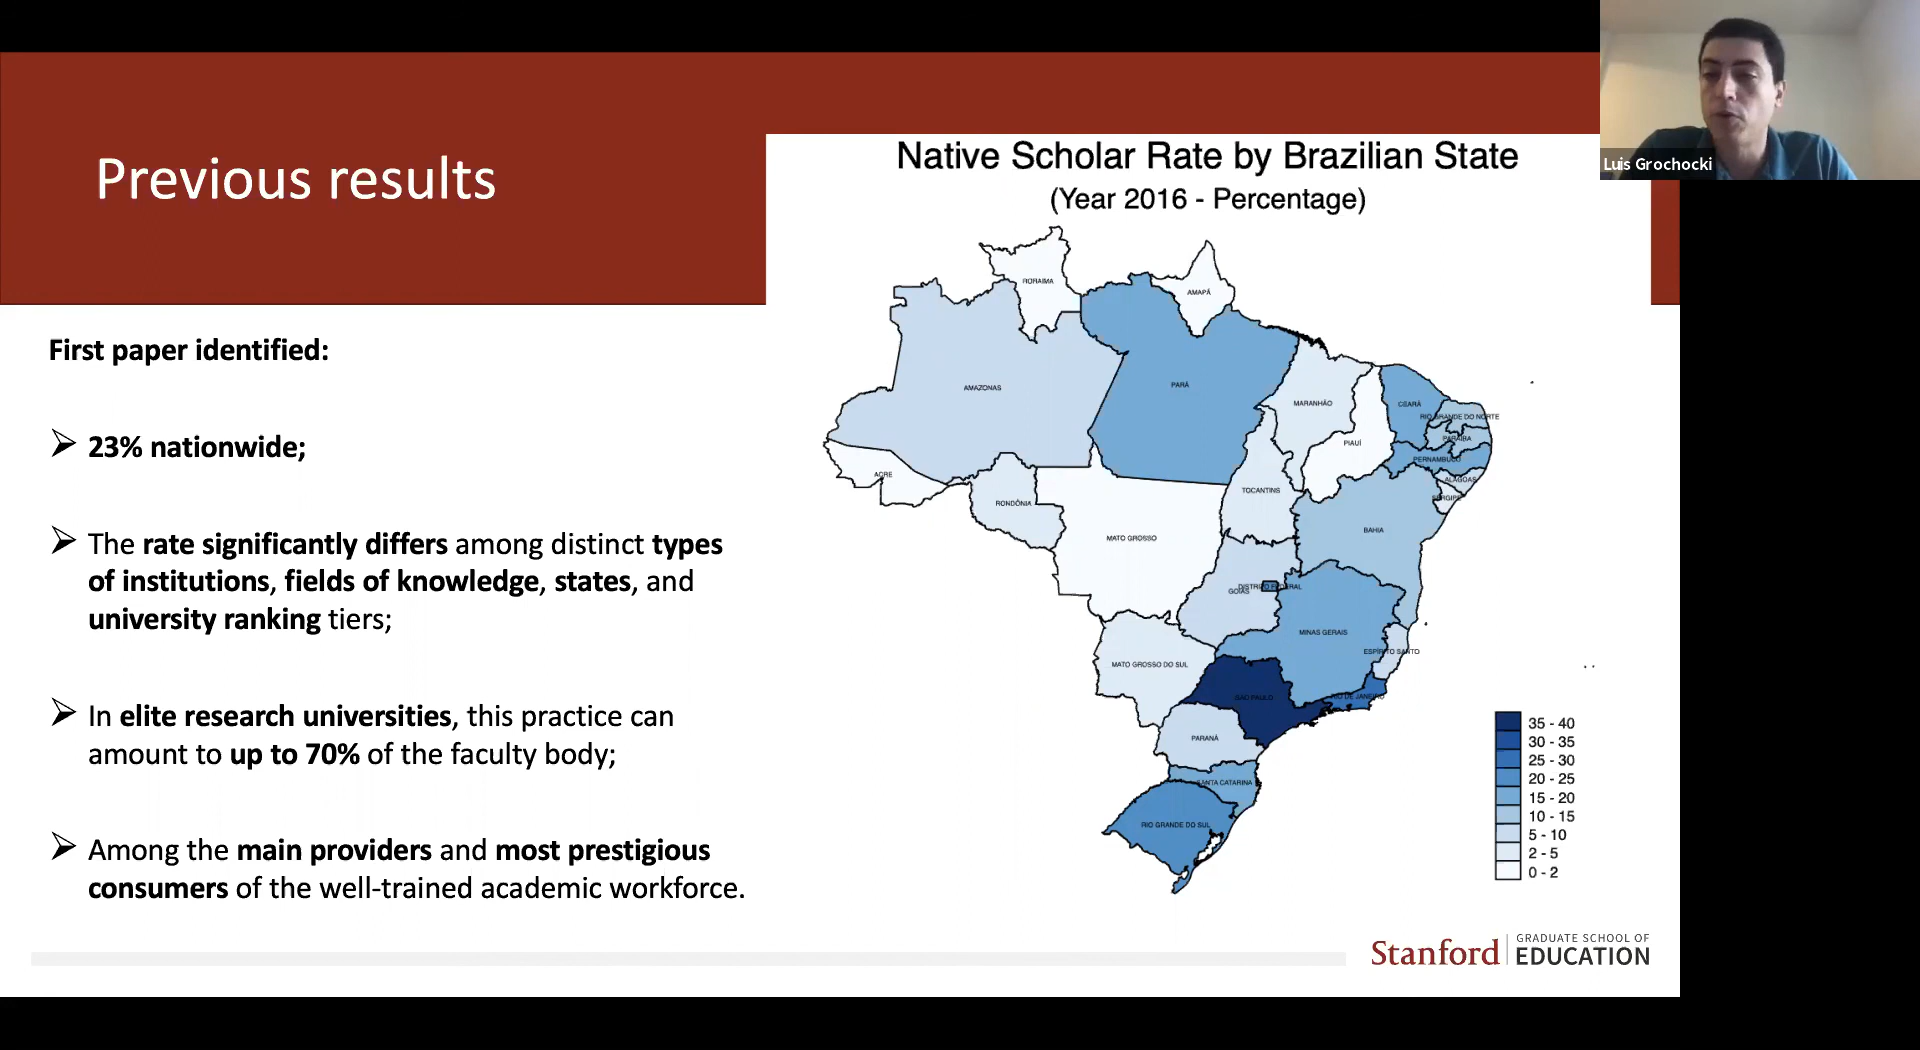 Previous results
First paper identified:
23% nationwide;
The rate significantly differs among distinct types
of institutions, fields of knowledge, states, and
university ranking tiers;
In elite research universities, this practice can
amount to up to 70% of the faculty body;
Among the main providers and most prestigious
consumers of the well-trained academic workforce.
Native Scholar Rate by Brazilian State
(Year 2016 - Percentage)
RORAIMA
AMAPÁ
AMAZONAS
PARÁ
MARANHÃO
CEARÁ
RIO GRANDE DO NORTE
PARAÍBA
PIAUÍ
PERNAMBUCO
ACRE
ALAGOAS
SERGIPE
TOCANTINS
RONDÔNIA
BAHIA
MATO GROSSO
DISTRITO FEDERAL
GOIÁS
MINAS GERAIS
ESPÍRITO SANTO
MATO GROSSO DO SUL
SÃO PAULO
RIO DE JANEIRO
PARANÁ
SANTA CATARINA
RIO GRANDE DO SUL
35 - 40
30 - 35
25 - 30
20 - 25
15 - 20
10 - 15
5 - 10
2 - 5
0 - 2
Stanford
GRADUATE SCHOOL OF
EDUCATION
Luis Grochocki